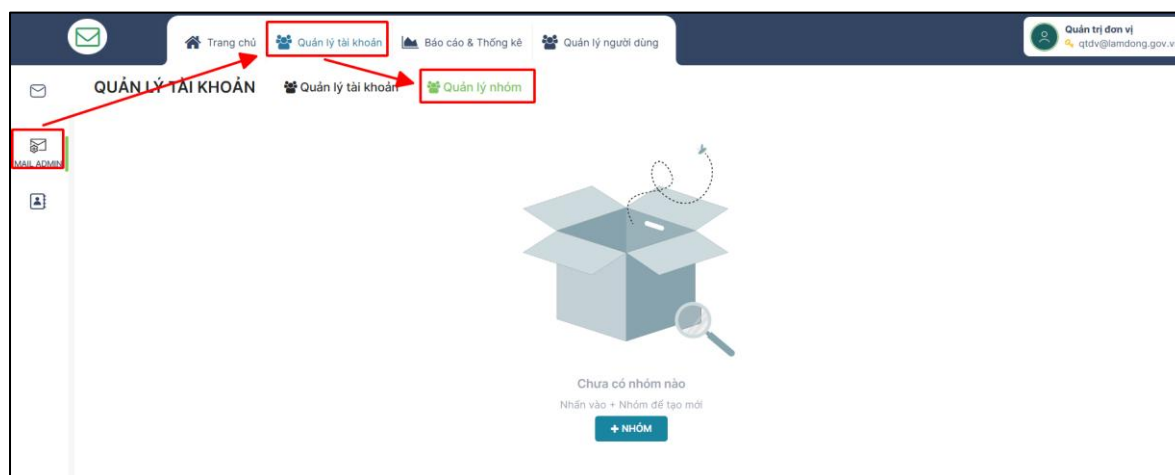 Trang chủ Quản lý tài khoản Báo cáo & Thống kê Quản lý người dùng
Quản trị đơn vị
qtdv@lamdong.gov.v
QUẢN LÝ TÀI KHOẢN Quản lý tài khoản Quản lý nhóm
MAIL ADMIN
Chưa có nhóm nào
Nhấn vào + Nhóm để tạo mới
+ NHÓM